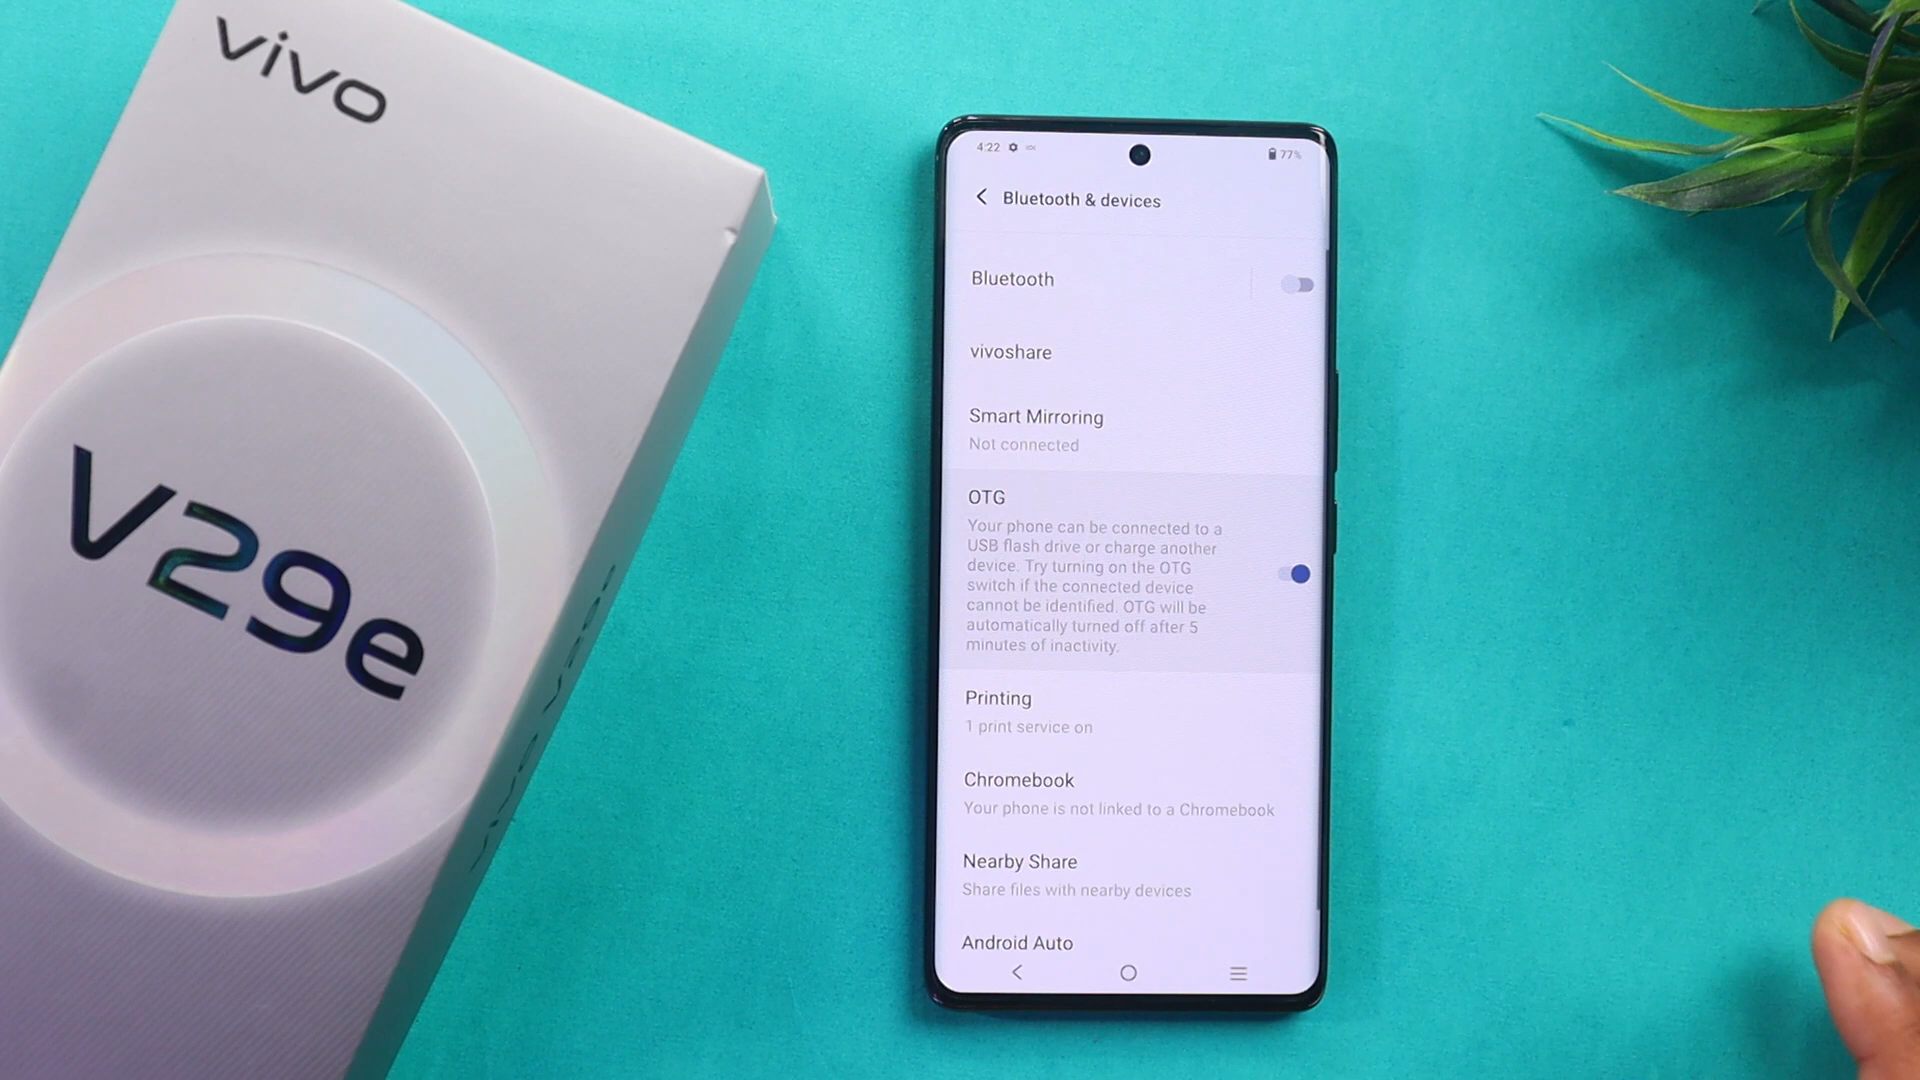 vivo
V29e
vivo V29e
4:22
77%
Bluetooth & devices
Bluetooth
vivoshare
Smart Mirroring
Not connected
OTG
Your phone can be connected to a
USB flash drive or charge another
device. Try turning on the OTG
switch if the connected device
cannot be identified. OTG will be
automatically turned off after 5
minutes of inactivity.
Printing
1 print service on
Chromebook
Your phone is not linked to a Chromebook
Nearby Share
Share files with nearby devices
Android Auto